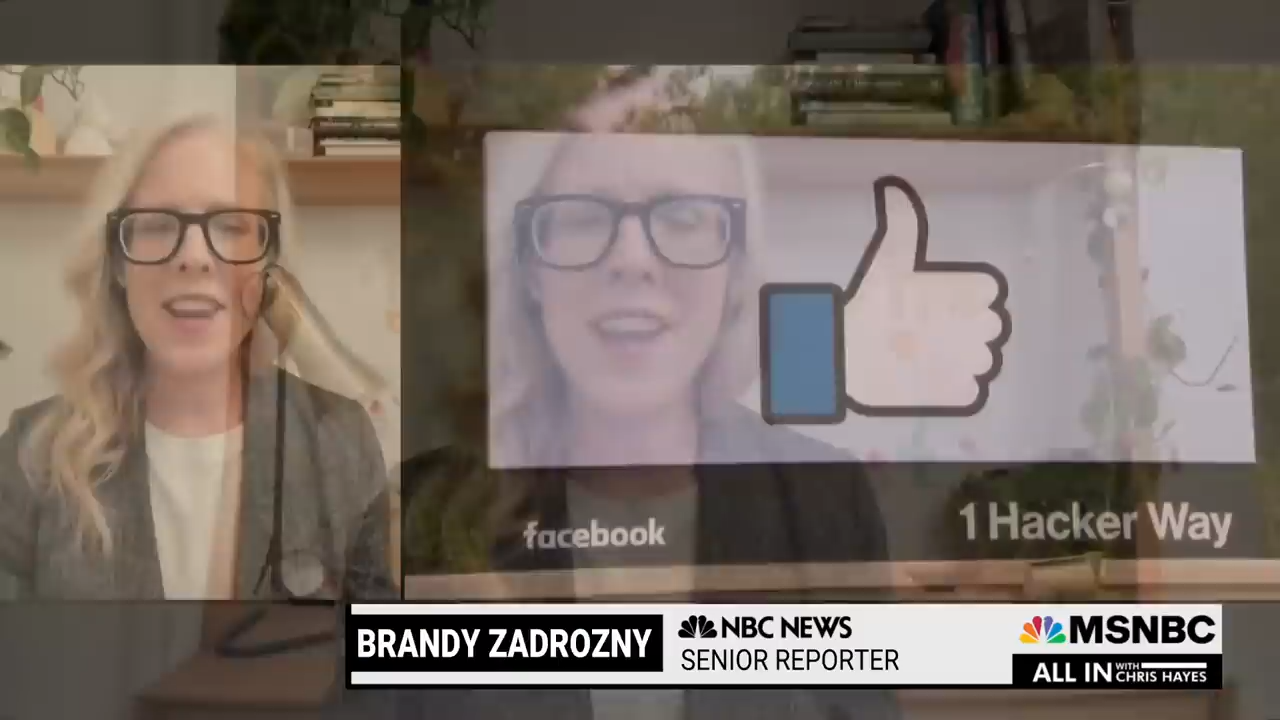 facebook
1 Hacker Way
BRANDY ZADROZNY
NBC NEWS
SENIOR REPORTER
MSNBC
ALL IN WITH CHRIS HAYES